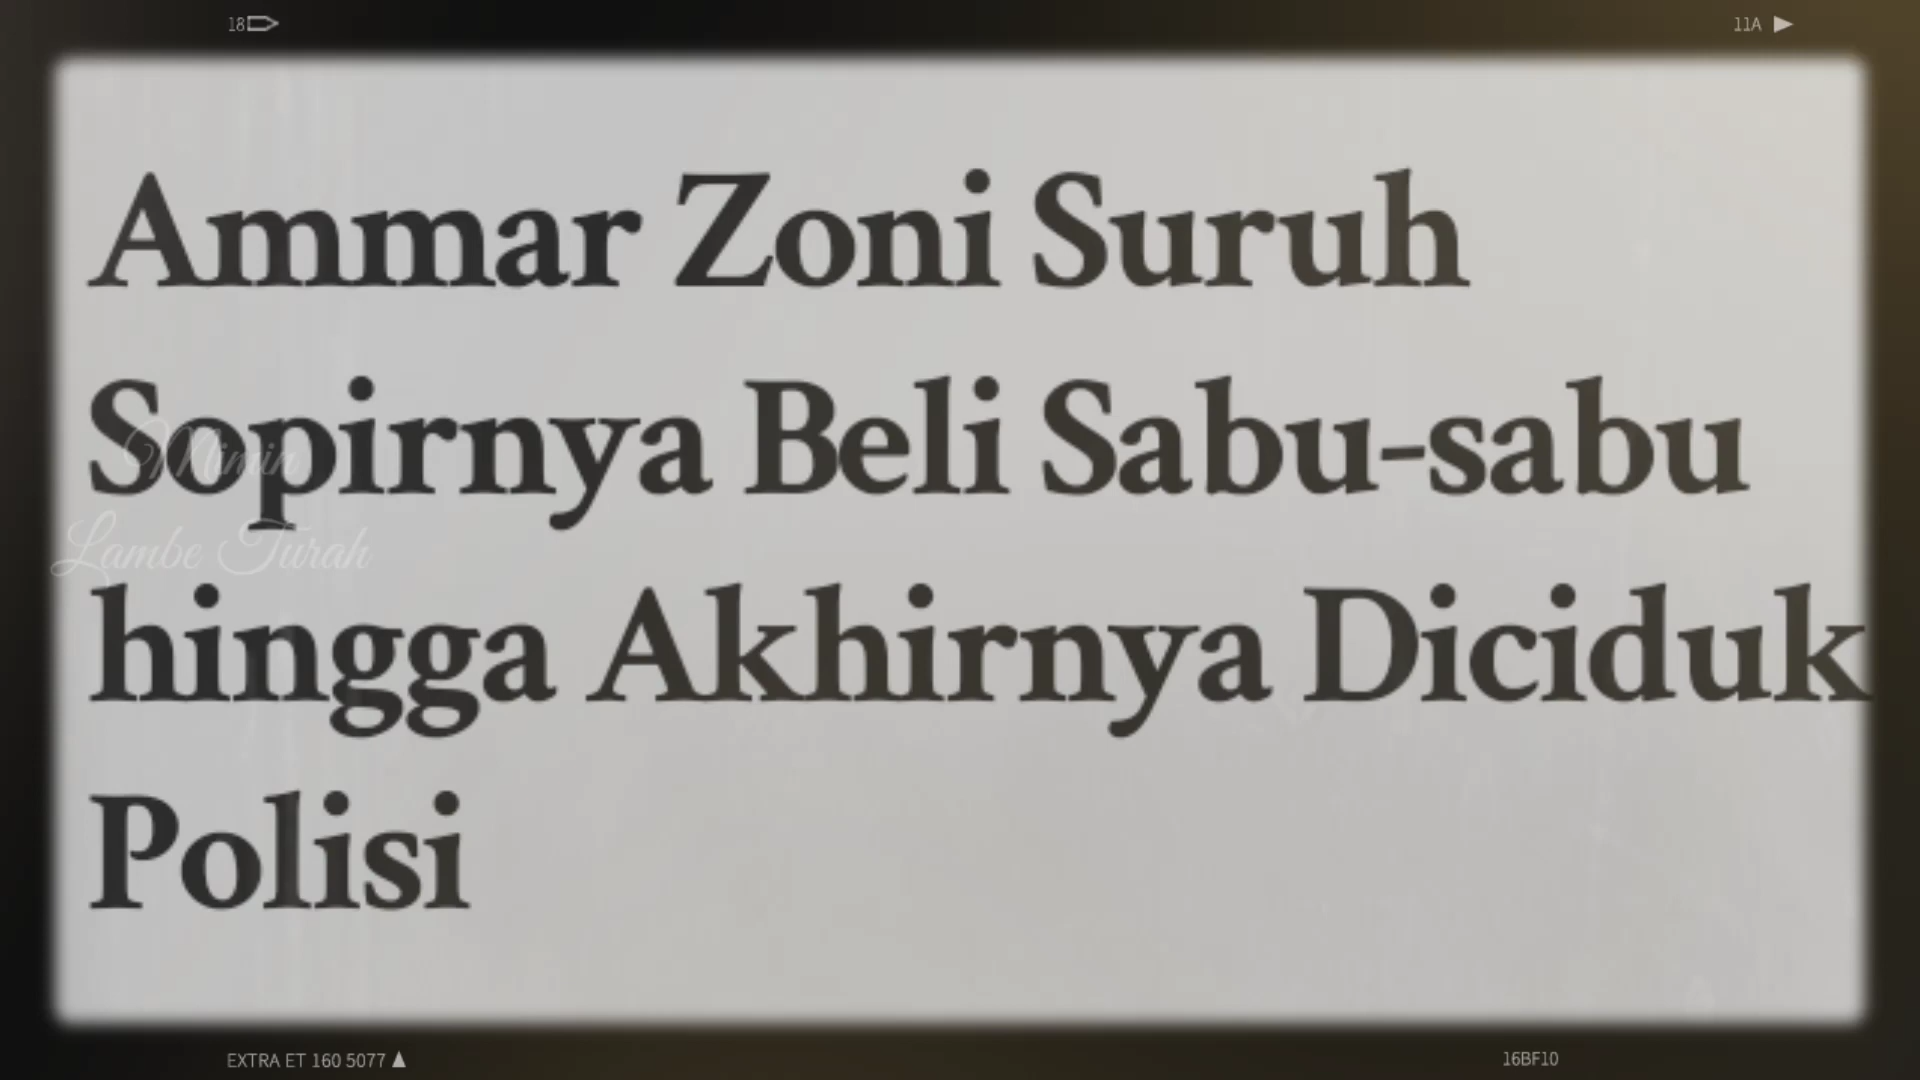 18
11A
Ammar Zoni Suruh
Sopirnya Beli Sabu-sabu
Mimin
Lambe Turah
hingga Akhirnya Diciduk
Polisi
EXTRA ET 160 5077
16BF10